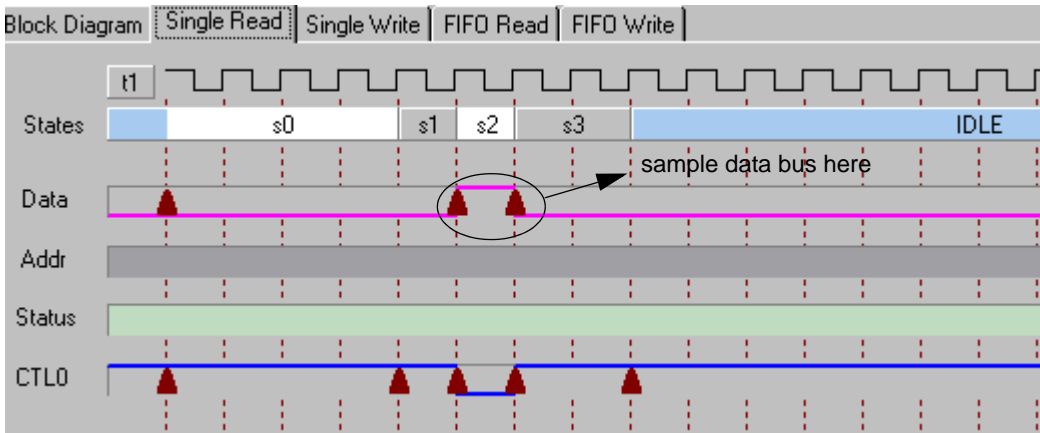 Block Diagram Single Read Single Write FIFO Read FIFO Write
t1
States s0 s1 s2 s3 IDLE
sample data bus here
Data
Addr
Status
CTL0